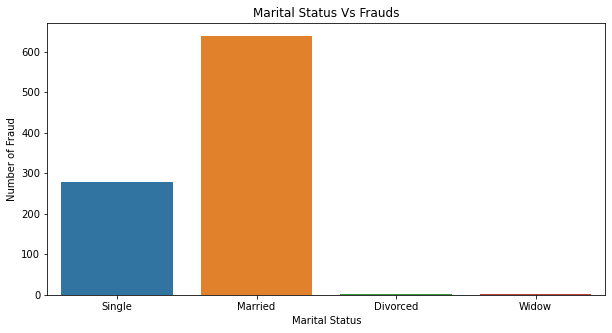 Marital Status Vs Frauds
Number of Fraud
600
500
400
300
200
100
0
Single Married Divorced Widow
Marital Status